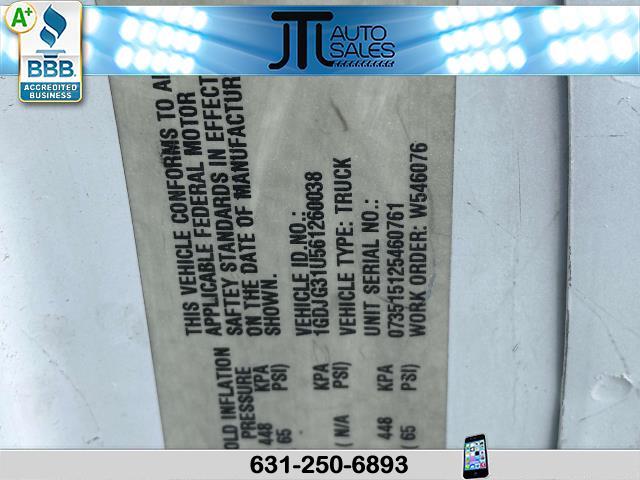 A+
BBB
ACCREDITED
BUSINESS
JTL AUTO
SALES
THIS VEHICLE CONFORMS TO
APPLICABLE FEDERAL MOTOR
SAFTEY STANDARDS IN EFFECT
ON THE DATE OF MANUFACTUR
SHOWN.
VEHICLE ID.NO.:
1GDJG31U561260038
VEHICLE TYPE: TRUCK
UNIT SERIAL NO.:
073515125460761
WORK ORDER: W546076
OLD INFLATION
PRESSURE
448 KPA
65 PSI)
KPA
( N/A PSI)
448 KPA
( 65 PSI)
631-250-6893